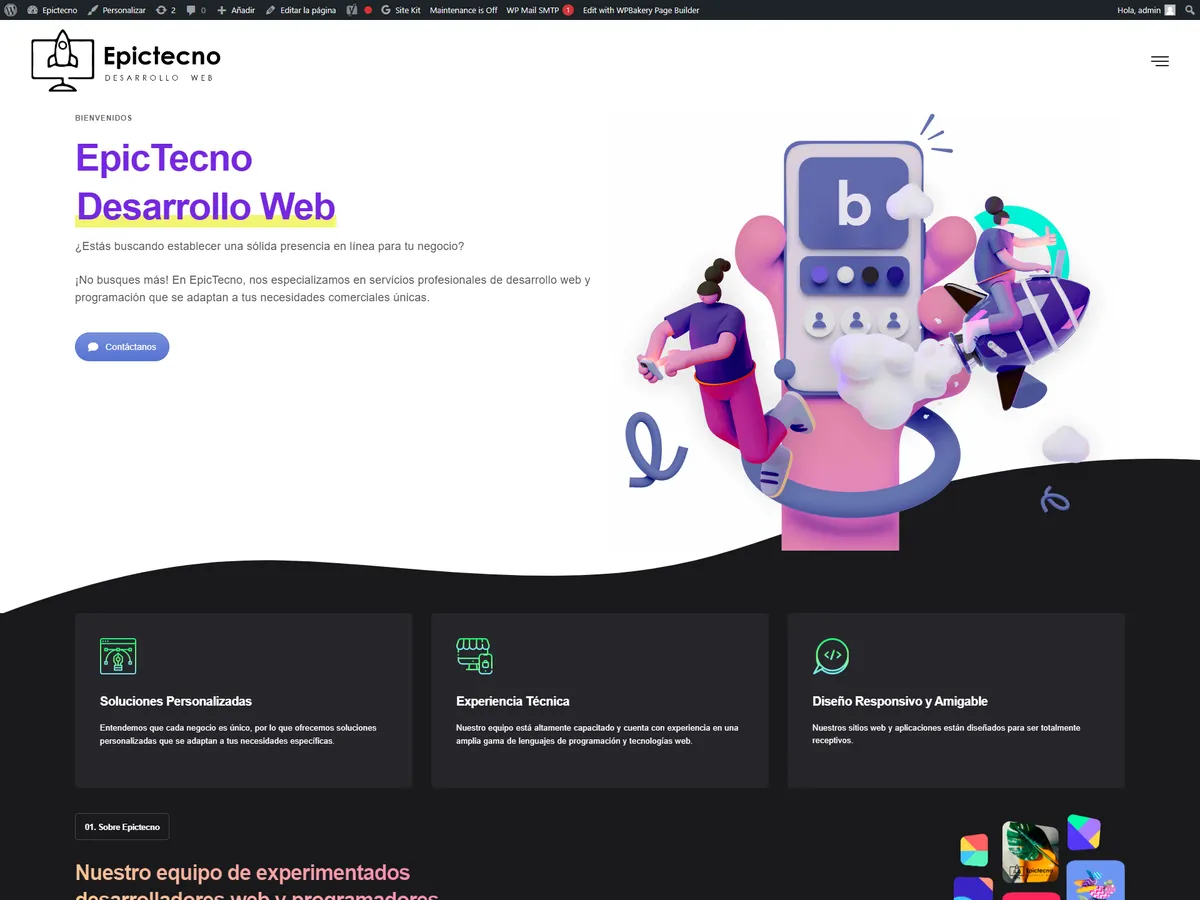 Epictecno Personalizar 2 0 Añadir Editar la página Site Kit Maintenance is Off WP Mail SMTP 1 Edit with WPBakery Page Builder Hola, admin
Epictecno
DESARROLLO WEB
BIENVENIDOS
EpicTecno
Desarrollo Web
¿Estás buscando establecer una sólida presencia en línea para tu negocio?
¡No busques más! En EpicTecno, nos especializamos en servicios profesionales de desarrollo web y
programación que se adaptan a tus necesidades comerciales únicas.
Contáctanos
b
Soluciones Personalizadas
Entendemos que cada negocio es único, por lo que ofrecemos soluciones
personalizadas que se adaptan a tus necesidades específicas.
Experiencia Técnica
Nuestro equipo está altamente capacitado y cuenta con experiencia en una
amplia gama de lenguajes de programación y tecnologías web.
Diseño Responsivo y Amigable
Nuestros sitios web y aplicaciones están diseñados para ser totalmente
receptivos.
01. Sobre Epictecno
Nuestro equipo de experimentados
desarrolladores web y programadores
Epictecno